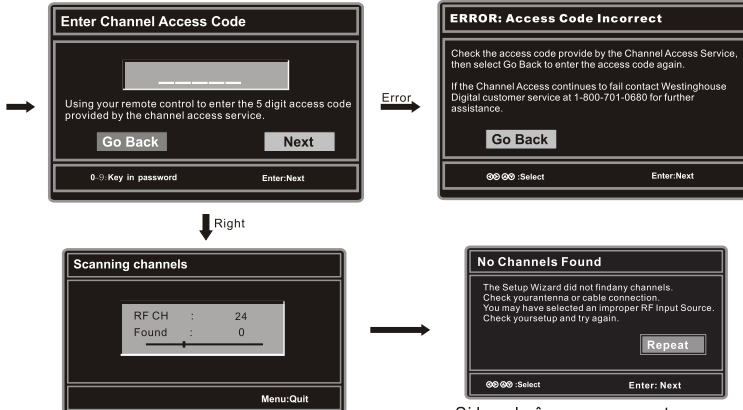 Enter Channel Access Code
_ _ _ _ _
Using your remote control to enter the 5 digit access code
provided by the channel access service.
Go Back Next
0-9:Key in password Enter:Next
Error
ERROR: Access Code Incorrect
Check the access code provide by the Channel Access Service,
then select Go Back to enter the access code again.
If the Channel Access continues to fail contact Westinghouse
Digital customer service at 1-800-701-0680 for further
assistance.
Go Back
:Select Enter:Next
Right
Scanning channels
RF CH : 24
Found : 0
Menu:Quit
No Channels Found
The Setup Wizard did not findany channels.
Check yourantenna or cable connection.
You may have selected an improper RF Input Source.
Check yoursetup and try again.
Repeat
:Select Enter: Next